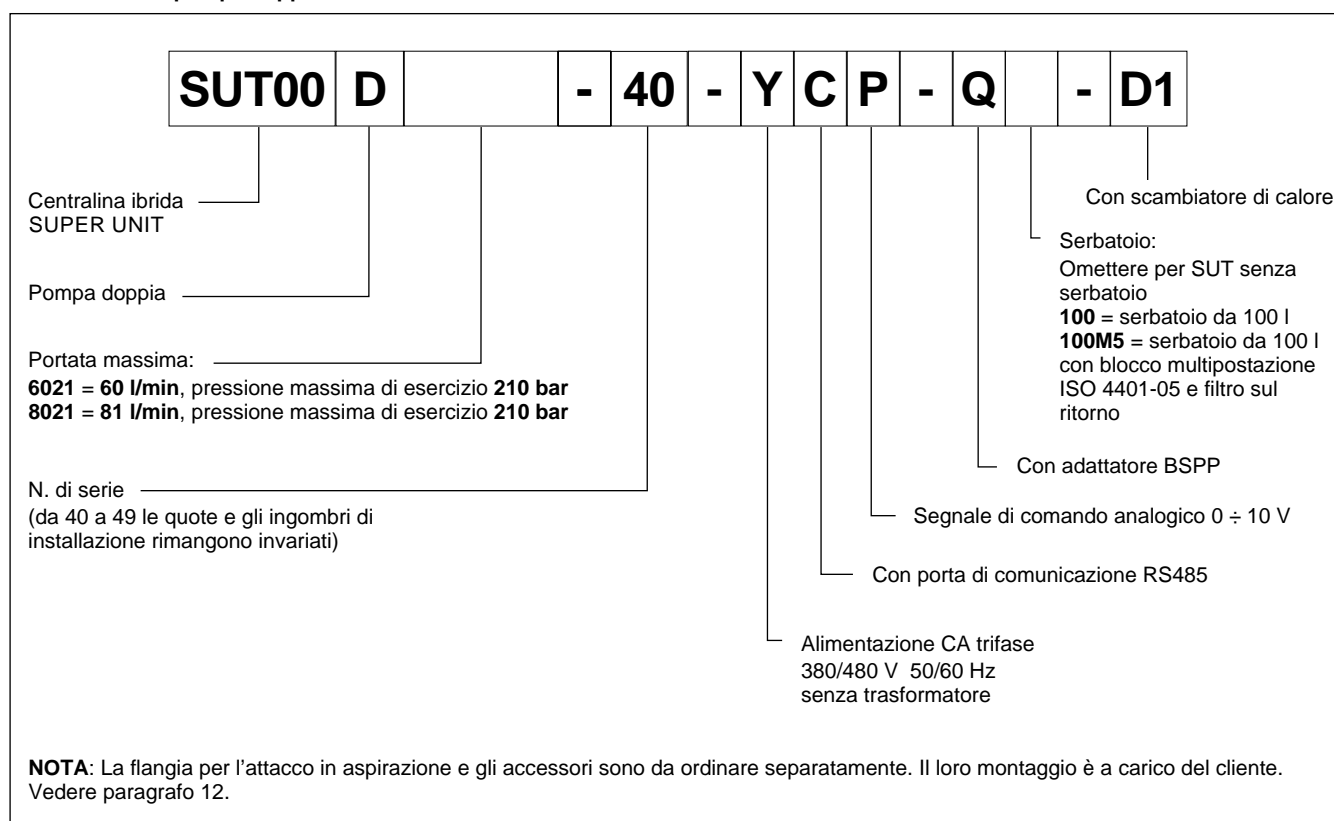 SUT00 D - 40 - Y C P - Q - D1
Centralina ibrida
SUPER UNIT
Pompa doppia
Portata massima:
6021 = 60 l/min, pressione massima di esercizio 210 bar
8021 = 81 l/min, pressione massima di esercizio 210 bar
N. di serie
(da 40 a 49 le quote e gli ingombri di
installazione rimangono invariati)
Con scambiatore di calore
Serbatoio:
Omettere per SUT senza
serbatoio
100 = serbatoio da 100 l
100M5 = serbatoio da 100 l
con blocco multipostazione
ISO 4401-05 e filtro sul
ritorno
Con adattatore BSPP
Segnale di comando analogico 0 ÷ 10 V
Con porta di comunicazione RS485
Alimentazione CA trifase
380/480 V 50/60 Hz
senza trasformatore
NOTA: La flangia per l'attacco in aspirazione e gli accessori sono da ordinare separatamente. Il loro montaggio è a carico del cliente.
Vedere paragrafo 12.